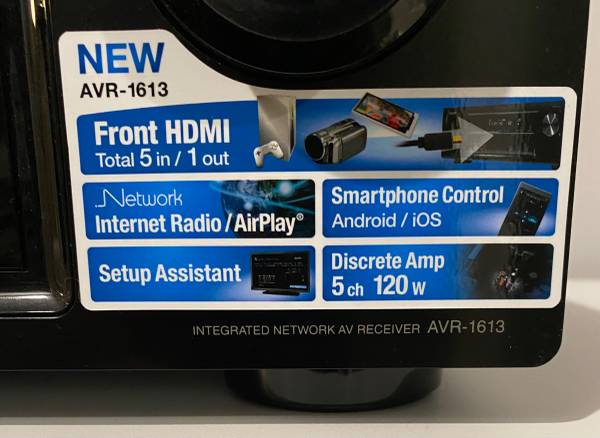 NEW
AVR-1613
Front HDMI
Total 5 in / 1 out
Network
Internet Radio / AirPlay®
Smartphone Control
Android / iOS
Setup Assistant
Discrete Amp
5 ch 120 W
INTEGRATED NETWORK AV RECEIVER AVR-1613